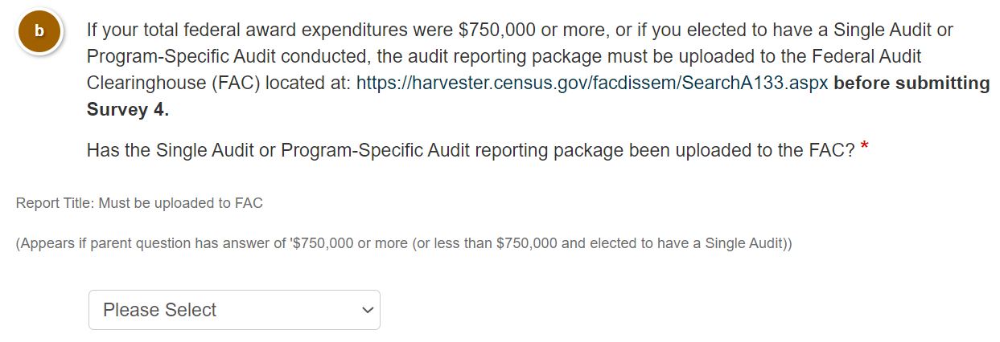 b
If your total federal award expenditures were $750,000 or more, or if you elected to have a Single Audit or
Program-Specific Audit conducted, the audit reporting package must be uploaded to the Federal Audit
Clearinghouse (FAC) located at: https://harvester.census.gov/facdissem/SearchA133.aspx before submitting
Survey 4.
Has the Single Audit or Program-Specific Audit reporting package been uploaded to the FAC? *
Report Title: Must be uploaded to FAC
(Appears if parent question has answer of '$750,000 or more (or less than $750,000 and elected to have a Single Audit))
Please Select